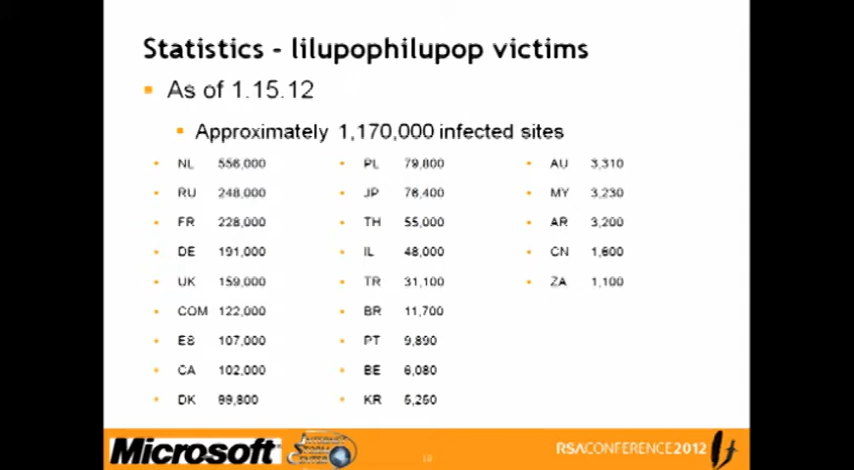 Statistics - lilupophilupop victims
As of 1.15.12
Approximately 1,170,000 infected sites
NL 556,000
RU 248,000
FR 228,000
DE 191,000
UK 159,000
COM 122,000
ES 107,000
CA 102,000
DK 99,800
PL 79,800
JP 76,400
TH 55,000
IL 48,000
TR 31,100
BR 11,700
PT 9,890
BE 6,080
KR 5,250
AU 3,310
MY 3,230
AR 3,200
CN 1,600
ZA 1,100
Microsoft
RSACONFERENCE2012